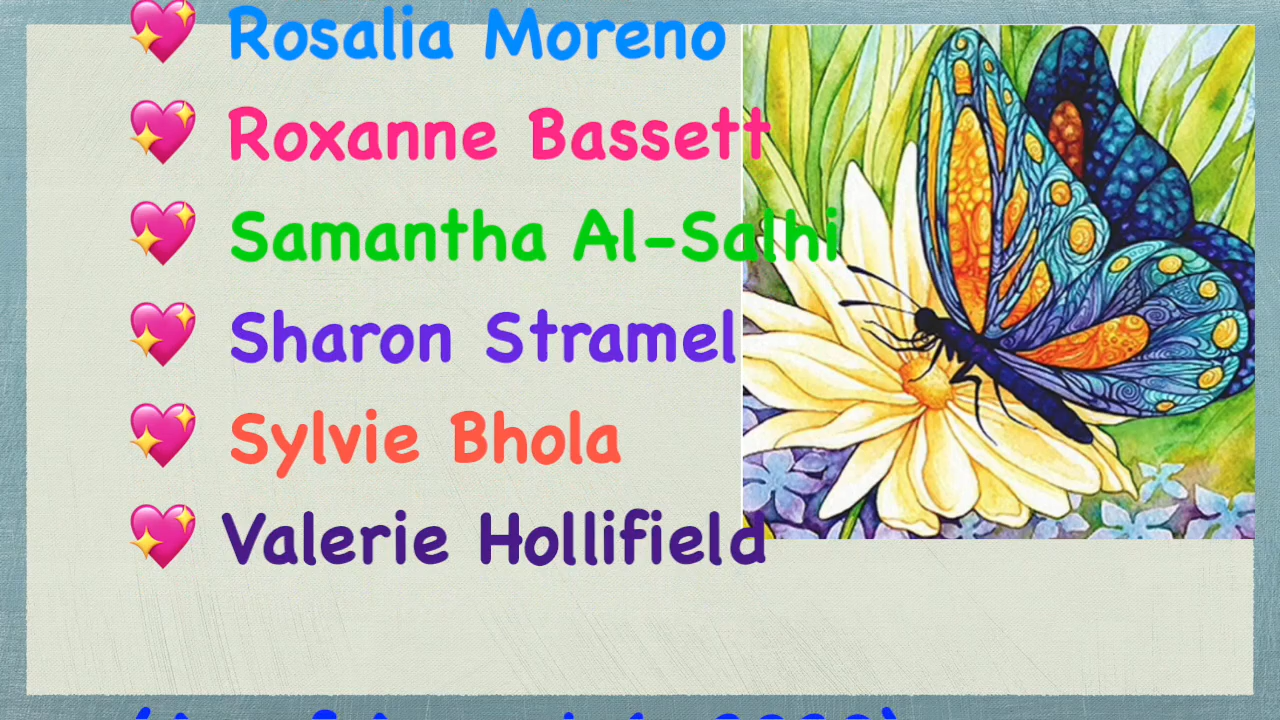 Rosalia Moreno
Roxanne Bassett
Samantha Al-Salhi
Sharon Stramel
Sylvie Bhola
Valerie Hollifield